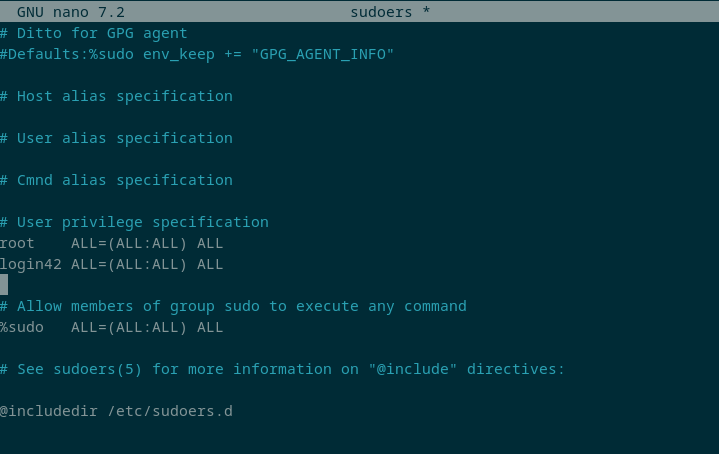 GNU nano 7.2 sudoers *
# Ditto for GPG agent
#Defaults:%sudo env_keep += "GPG_AGENT_INFO"
# Host alias specification
# User alias specification
# Cmnd alias specification
# User privilege specification
root    ALL=(ALL:ALL) ALL
login42 ALL=(ALL:ALL) ALL
# Allow members of group sudo to execute any command
%sudo   ALL=(ALL:ALL) ALL
# See sudoers(5) for more information on "@include" directives:
@includedir /etc/sudoers.d